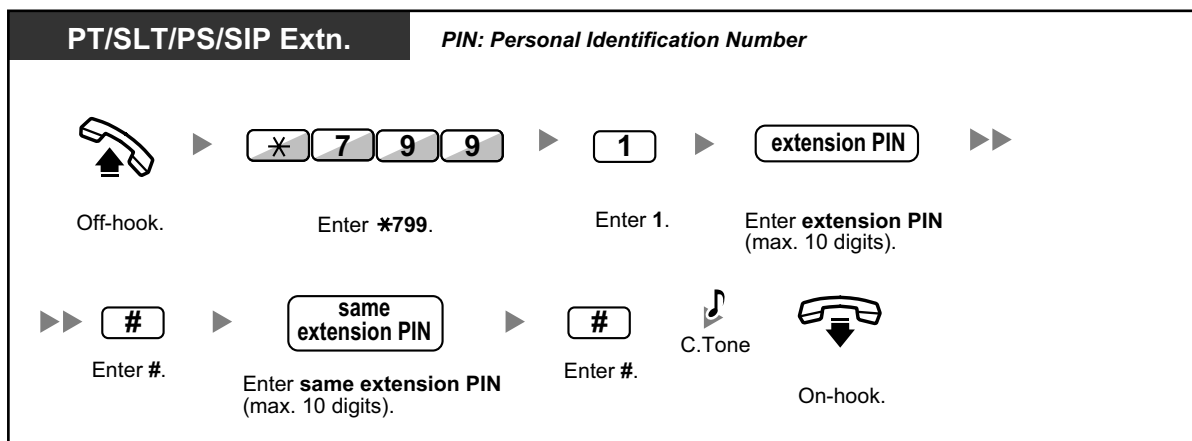 PT/SLT/PS/SIP Extn.
PIN: Personal Identification Number
* 7 9 9
1
extension PIN
Off-hook.
Enter *799.
Enter 1.
Enter extension PIN
(max. 10 digits).
#
same
extension PIN
#
C.Tone
Enter #.
Enter same extension PIN
(max. 10 digits).
Enter #.
On-hook.